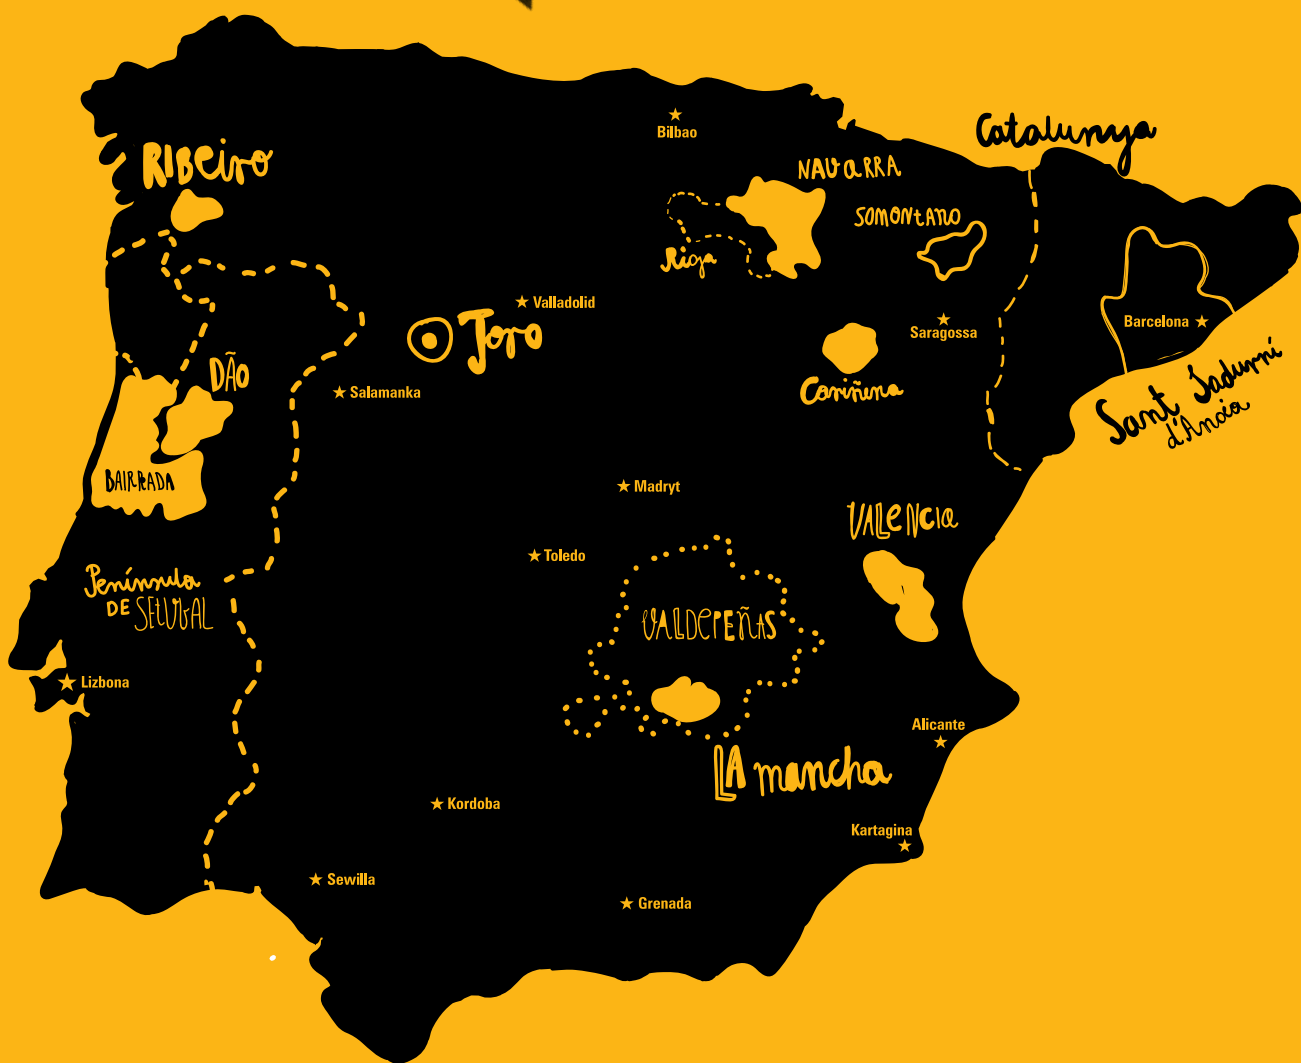 Catalunya
Bilbao
RIBeiro
NAVaRRA
SOMONtANO
Rioja
Valladolid
Saragossa
Barcelona
Toro
DÃO
Salamanka
Cariñena
Sant Sadurní
d'Anoia
BAIRRADA
Madryt
VALeNCia
Toledo
Península
DE SEtUBAL
VALDEPEÑAS
Lizbona
Alicante
LA mancha
Kordoba
Kartagina
Sewilla
Grenada